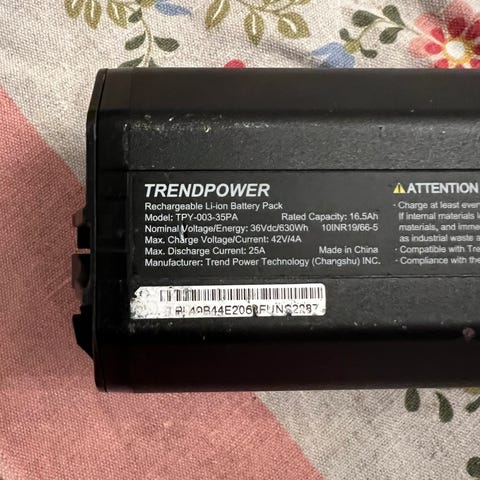 TRENDPOWER
Rechargeable Li-ion Battery Pack
Model: TPY-003-35PA Rated Capacity: 16.5Ah
Nominal Voltage/Energy: 36Vdc/630Wh 10INR19/66-5
Max. Charge Voltage/Current: 42V/4A
Max. Discharge Current: 25A Made in China
Manufacturer: Trend Power Technology (Changshu) INC.
ATTENTION
· Charge at least every
If internal materials
materials, and imme
as industrial waste a
· Compatible with Tre
· Compliance with the